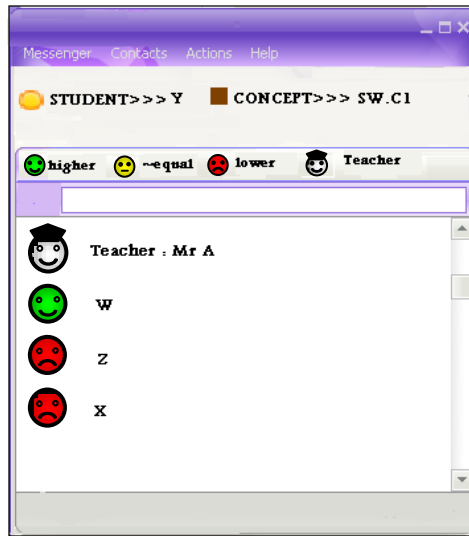 Messenger Contacts Actions Help
STUDENT>>> Y CONCEPT>>> SW.C1
higher ~equal lower Teacher
Teacher : Mr A
W
Z
X